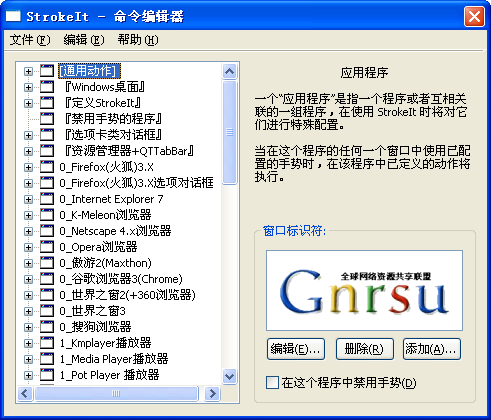 StrokeIt - 命令编辑器
文件(F) 编辑(E) 帮助(H)
[通用动作]
『Windows桌面』
『定义StrokeIt』
『禁用手势的程序』
『选项卡类对话框』
『资源管理器+QTTabBar』
0_Firefox(火狐)3.X
0_Firefox(火狐)3.X选项对话框
0_Internet Explorer 7
0_K-Meleon浏览器
0_Netscape 4.x浏览器
0_Opera浏览器
0_傲游2(Maxthon)
0_谷歌浏览器3(Chrome)
0_世界之窗2(+360浏览器)
0_世界之窗3
0_搜狗浏览器
1_Kmplayer播放器
1_Media Player播放器
1_Pot Player 播放器
应用程序
一个“应用程序”是指一个程序或者互相关
联的一组程序，在使用 StrokeIt 时将对它
们进行特殊配置。
当在这个程序的任何一个窗口中使用已配
置的手势时，在该程序中已定义的动作将
执行。
窗口标识符:
全球网络资源共享联盟
Gnrsu
编辑(E)... 删除(R) 添加(A)...
在这个程序中禁用手势(D)